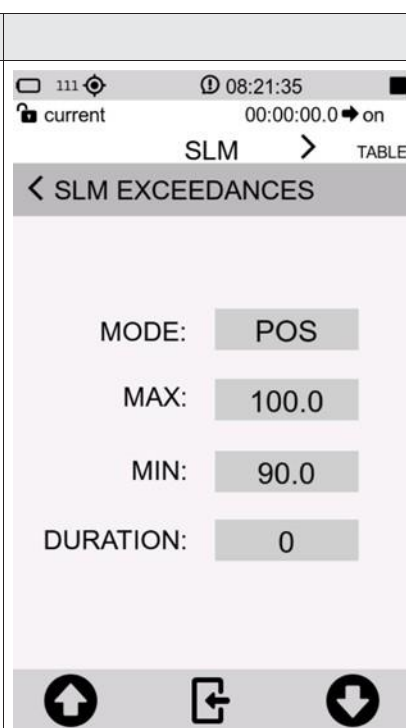 111 08:21:35
current 00:00:00.0 on
SLM > TABLE
< SLM EXCEEDANCES
MODE: POS
MAX: 100.0
MIN: 90.0
DURATION: 0